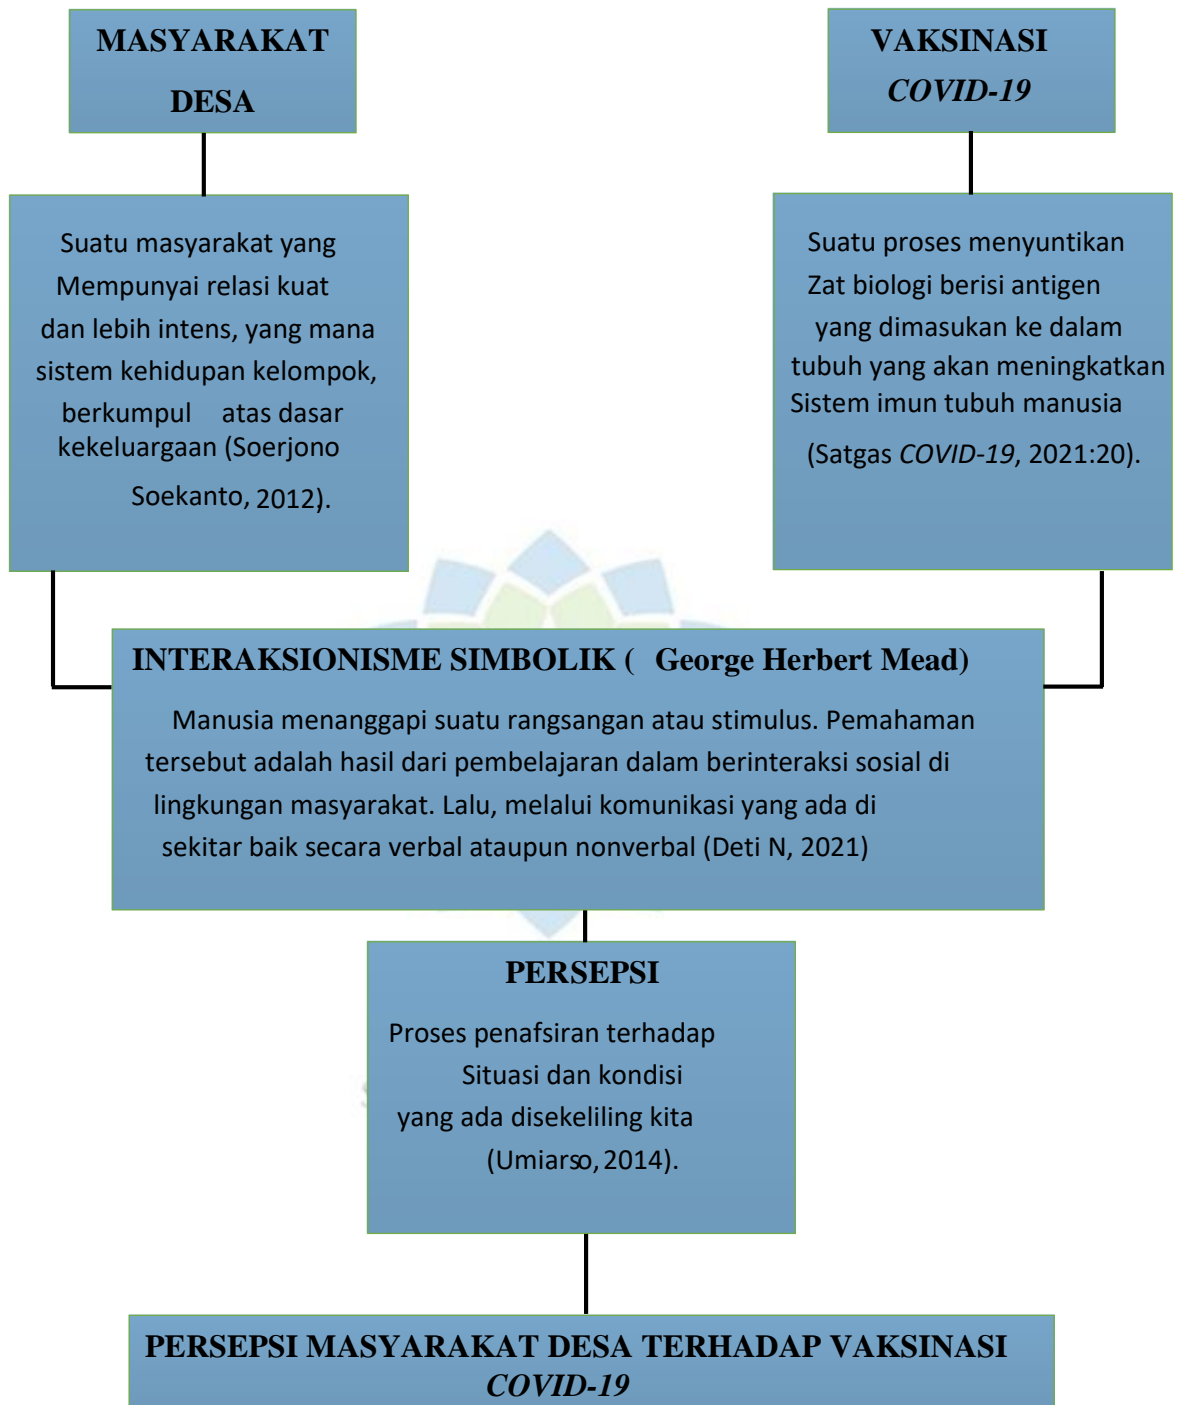 MASYARAKAT
DESA
VAKSINASI
COVID-19
Suatu masyarakat yang
Mempunyai relasi kuat
dan lebih intens, yang mana
sistem kehidupan kelompok,
berkumpul atas dasar
kekeluargaan (Soerjono
Soekanto, 2012).
Suatu proses menyuntikan
Zat biologi berisi antigen
yang dimasukan ke dalam
tubuh yang akan meningkatkan
Sistem imun tubuh manusia
(Satgas COVID-19, 2021:20).
INTERAKSIONISME SIMBOLIK ( George Herbert Mead)
Manusia menanggapi suatu rangsangan atau stimulus. Pemahaman
tersebut adalah hasil dari pembelajaran dalam berinteraksi sosial di
lingkungan masyarakat. Lalu, melalui komunikasi yang ada di
sekitar baik secara verbal ataupun nonverbal (Deti N, 2021)
PERSEPSI
Proses penafsiran terhadap
Situasi dan kondisi
yang ada disekeliling kita
(Umiarso, 2014).
PERSEPSI MASYARAKAT DESA TERHADAP VAKSINASI
COVID-19